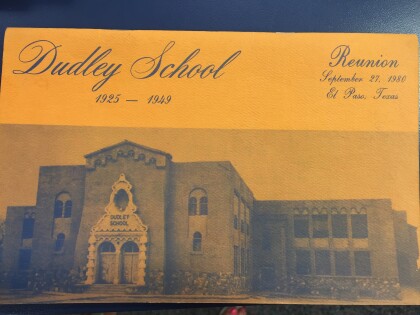 Dudley School
1925 — 1949
Reunion
September 27, 1980
El Paso, Texas
DUDLEY
SCHOOL